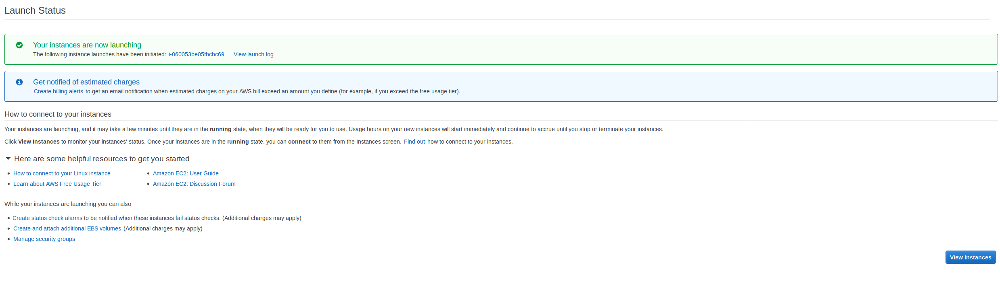 Launch Status
Your instances are now launching
The following instance launches have been initiated: i-060053be05fbcbc69 View launch log
Get notified of estimated charges
Create billing alerts to get an email notification when estimated charges on your AWS bill exceed an amount you define (for example, if you exceed the free usage tier).
How to connect to your instances
Your instances are launching, and it may take a few minutes until they are in the running state, when they will be ready for you to use. Usage hours on your new instances will start immediately and continue to accrue until you stop or terminate your instances.
Click View Instances to monitor your instances' status. Once your instances are in the running state, you can connect to them from the Instances screen. Find out how to connect to your instances.
Here are some helpful resources to get you started
• How to connect to your Linux instance
• Learn about AWS Free Usage Tier
• Amazon EC2: User Guide
• Amazon EC2: Discussion Forum
While your instances are launching you can also
• Create status check alarms to be notified when these instances fail status checks. (Additional charges may apply)
• Create and attach additional EBS volumes (Additional charges may apply)
• Manage security groups
View Instances